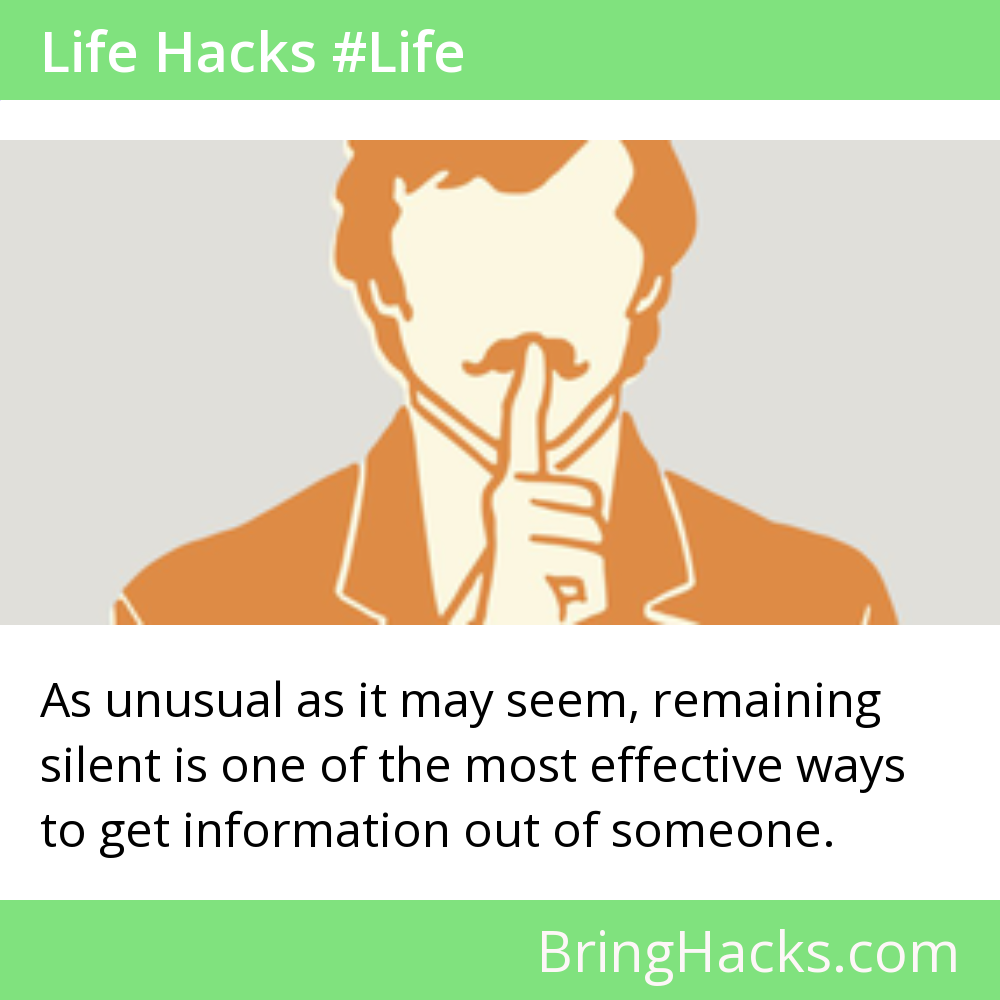 Life Hacks #Life
As unusual as it may seem, remaining
silent is one of the most effective ways
to get information out of someone.
BringHacks.com